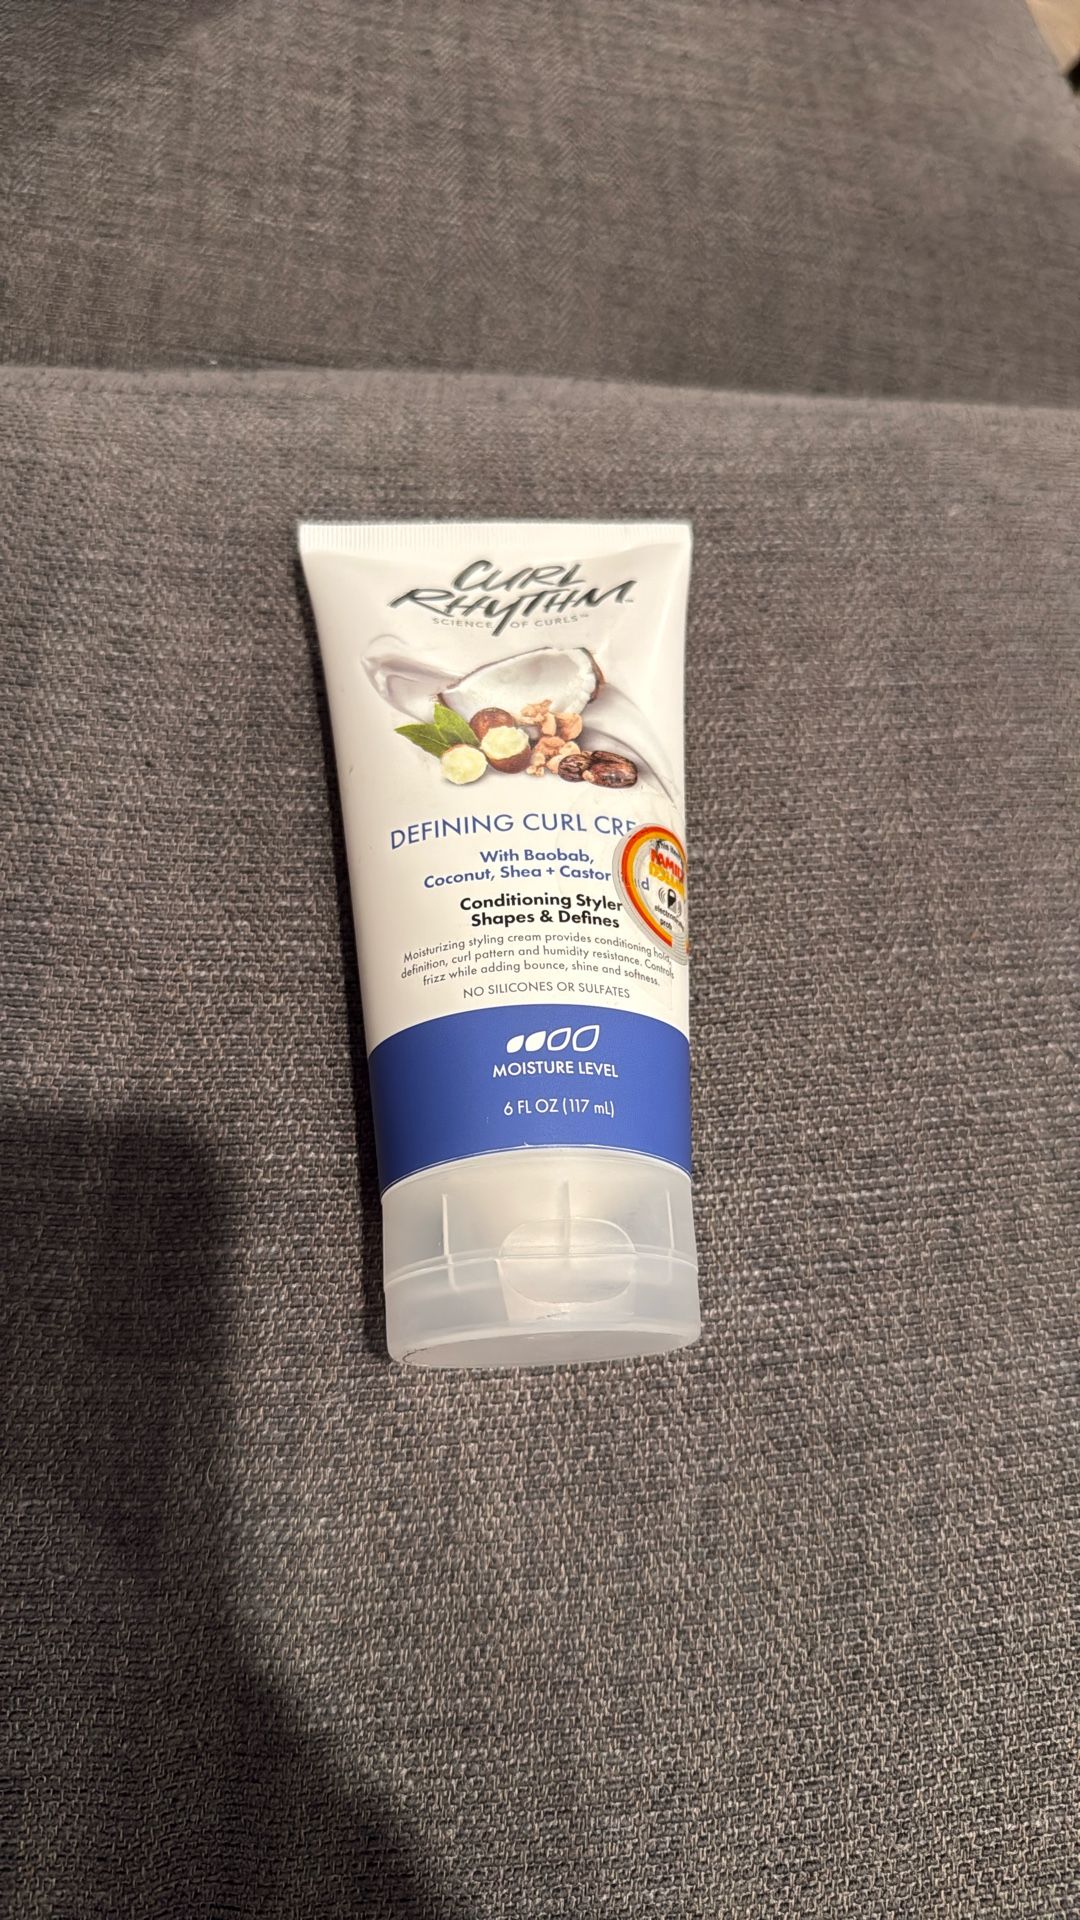 CURL
RHYTHM™
SCIENCE OF CURLS™
DEFINING CURL CRE
With Baobab,
Coconut, Shea + Castor
Conditioning Styler
Shapes & Defines
Moisturizing styling cream provides conditioning hold,
definition, curl pattern and humidity resistance. Controls
frizz while adding bounce, shine and softness.
NO SILICONES OR SULFATES
MOISTURE LEVEL
6 FL OZ (117 mL)